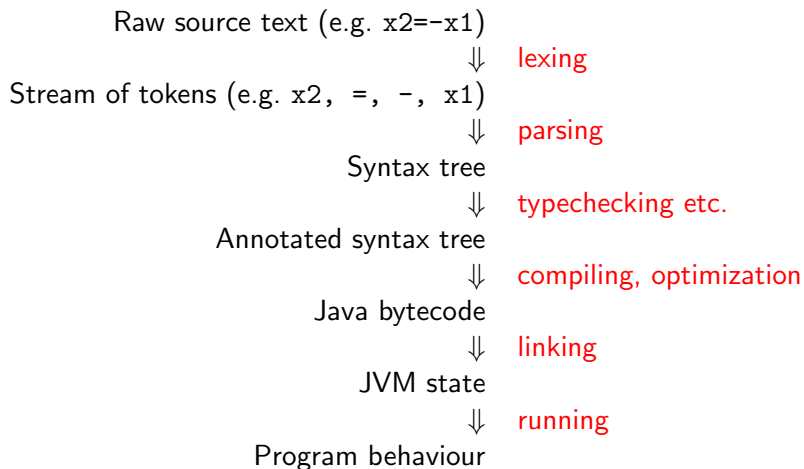 Raw source text (e.g. x2=-x1)
⇓ lexing
Stream of tokens (e.g. x2, =, -, x1)
⇓ parsing
Syntax tree
⇓ typechecking etc.
Annotated syntax tree
⇓ compiling, optimization
Java bytecode
⇓ linking
JVM state
⇓ running
Program behaviour